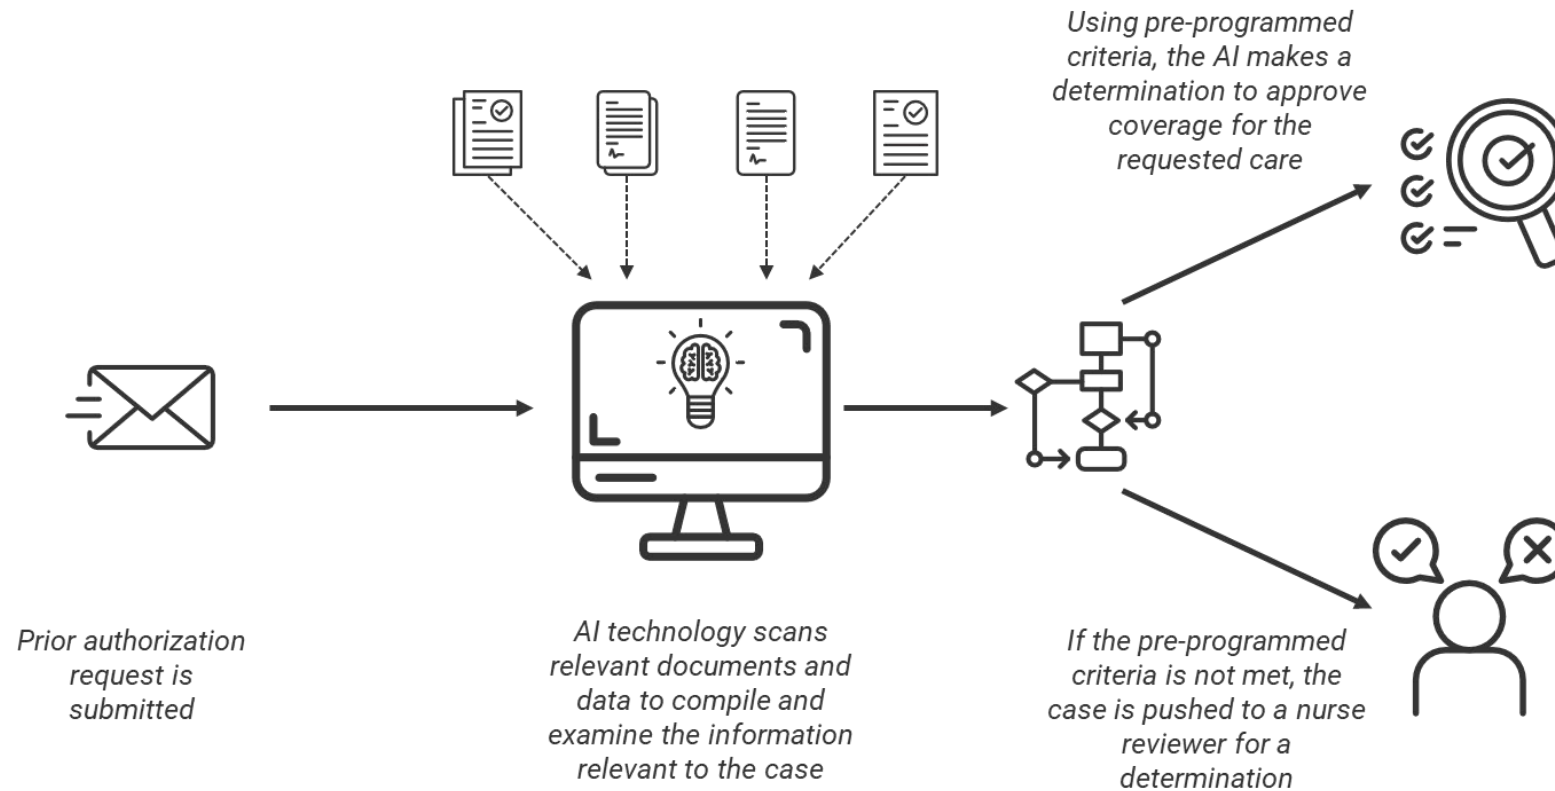 Prior authorization
request is
submitted
AI technology scans
relevant documents and
data to compile and
examine the information
relevant to the case
Using pre-programmed
criteria, the AI makes a
determination to approve
coverage for the
requested care
If the pre-programmed
criteria is not met, the
case is pushed to a nurse
reviewer for a
determination